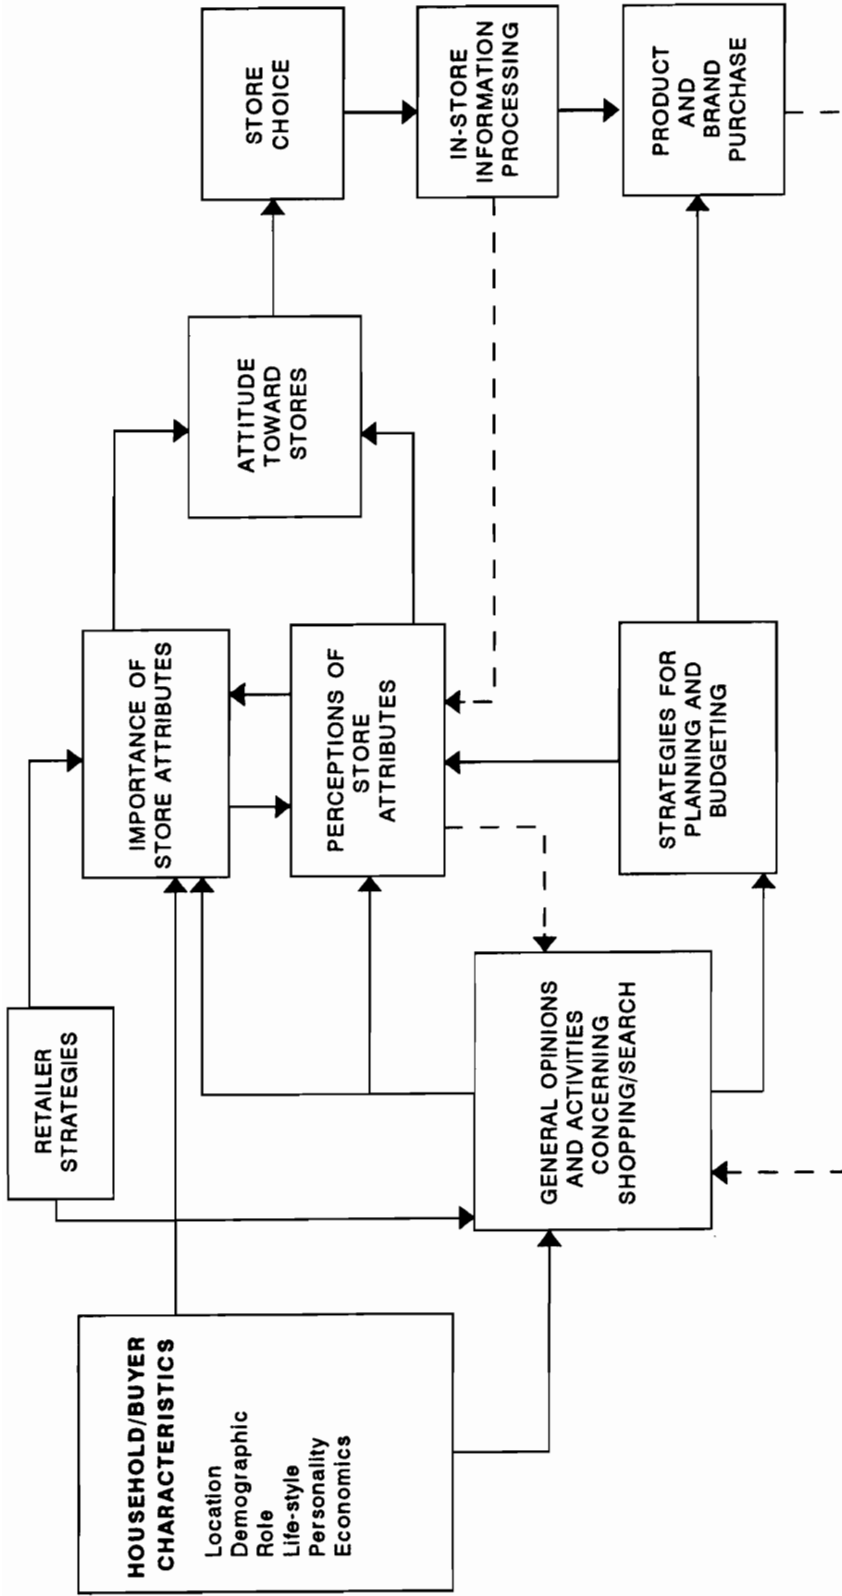 HOUSEHOLD/BUYER
CHARACTERISTICS
Location
Demographic
Role
Life-style
Personality
Economics
RETAILER
STRATEGIES
GENERAL OPINIONS
AND ACTIVITIES
CONCERNING
SHOPPING/SEARCH
IMPORTANCE OF
STORE ATTRIBUTES
PERCEPTIONS OF
STORE
ATTRIBUTES
STRATEGIES FOR
PLANNING AND
BUDGETING
ATTITUDE
TOWARD
STORES
STORE
CHOICE
IN-STORE
INFORMATION
PROCESSING
PRODUCT
AND
BRAND
PURCHASE